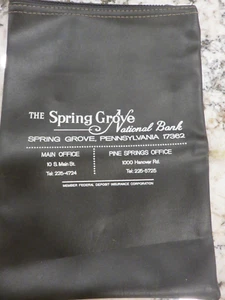 THE Spring Grove
National Bank
SPRING GROVE, PENNSYLVANIA 17362
MAIN OFFICE PINE SPRINGS OFFICE
10 S. Main St. 1000 Hanover Rd.
Tel: 225-4724 Tel: 225-5725
MEMBER FEDERAL DEPOSIT INSURANCE CORPORATION